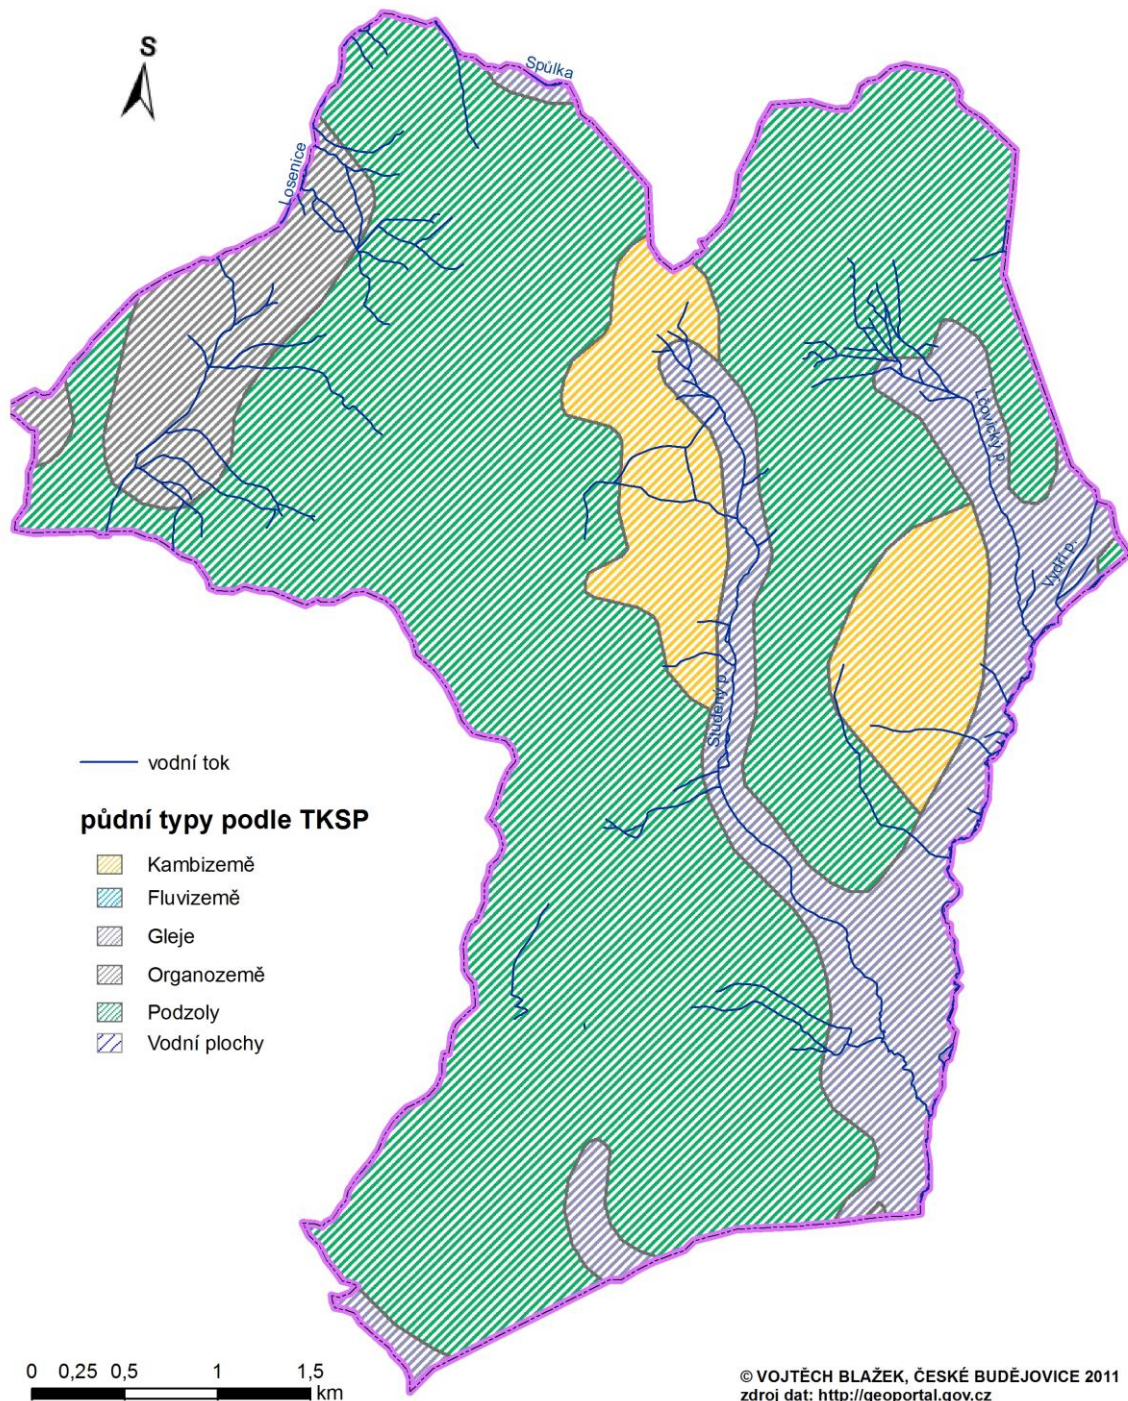 S
Spůlka
Losenice
Lčovický p.
Vydří p.
Studený p.
vodní tok
půdní typy podle TKSP
Kambizemě
Fluvizemě
Gleje
Organozemě
Podzoly
Vodní plochy
0 0,25 0,5 1 1,5
km
© VOJTĚCH BLAŽEK, ČESKÉ BUDĚJOVICE 2011
zdroj dat: http://geoportal.gov.cz